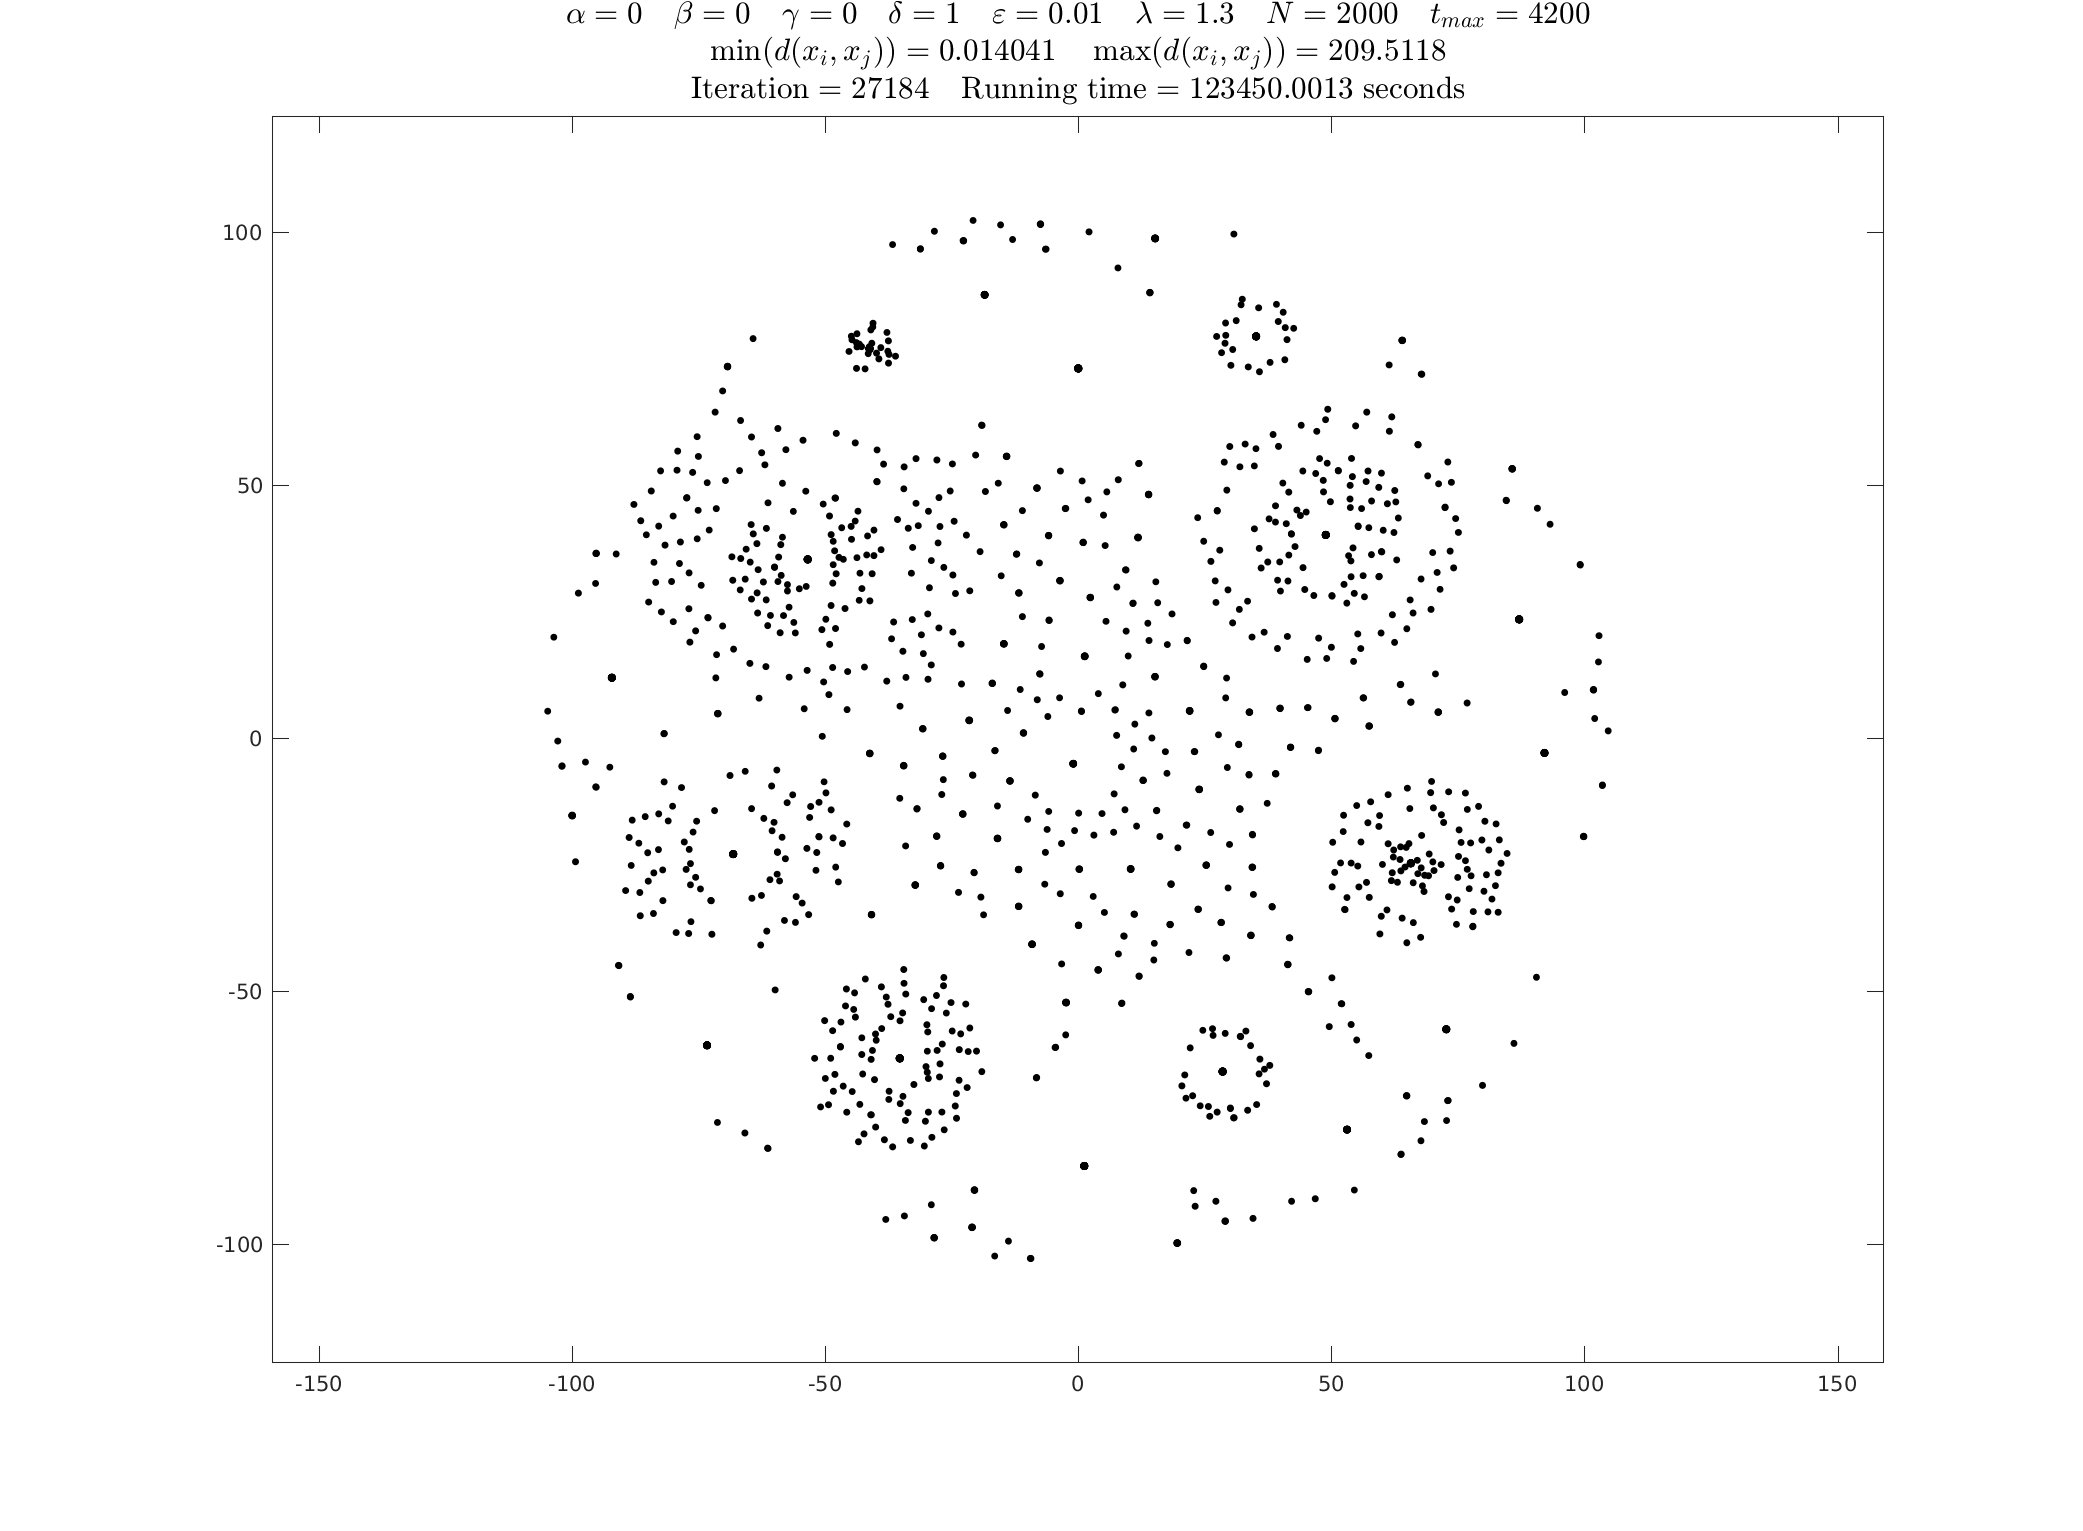 α = 0 β = 0 γ = 0 δ = 1 ε = 0.01 λ = 1.3 N = 2000 t_max = 4200
min(d(x_i, x_j)) = 0.014041 max(d(x_i, x_j)) = 209.5118
Iteration = 27184 Running time = 123450.0013 seconds
100
50
0
-50
-100
-150 -100 -50 0 50 100 150